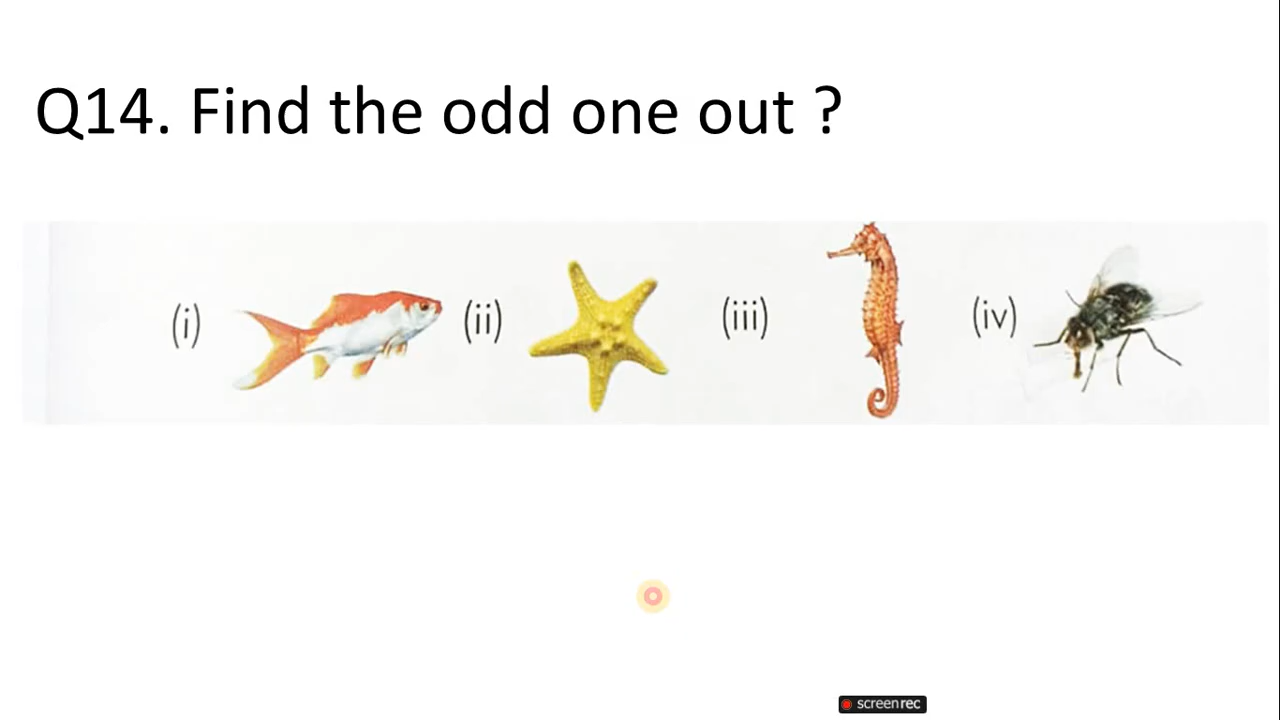 Q14. Find the odd one out ?
(i) (ii) (iii) (iv)
screenrec